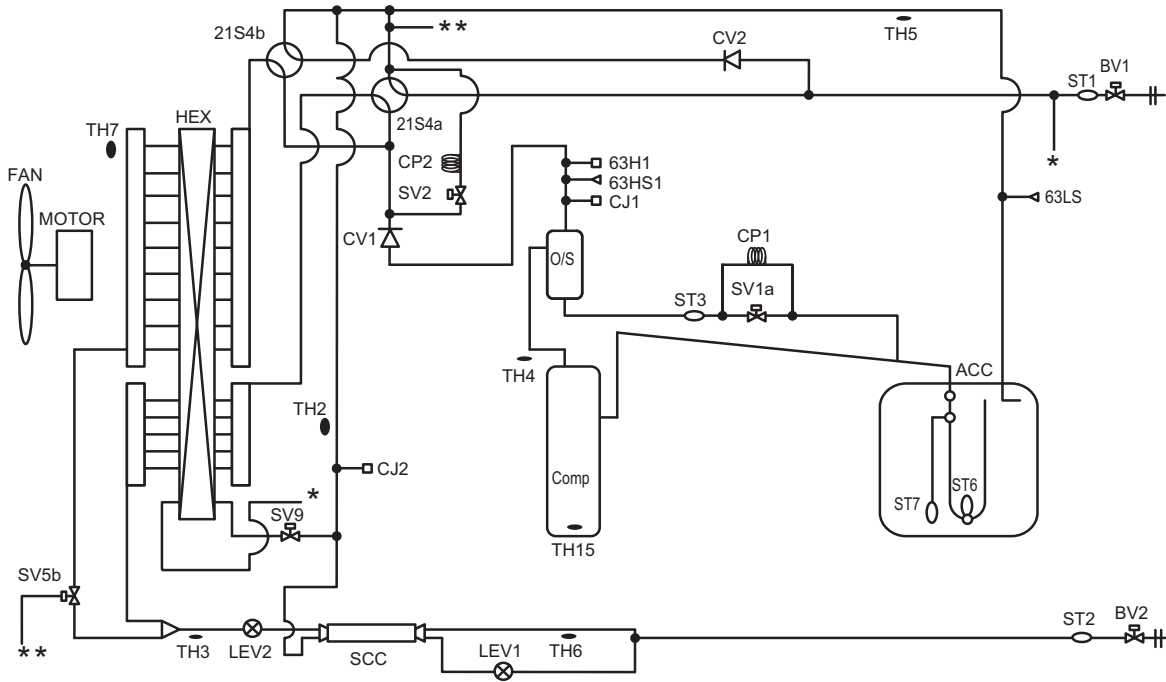 21S4b
* *
TH5
CV2
BV1
ST1
21S4a
*
HEX
TH7
CP2
63H1
63HS1
CJ1
SV2
63LS
FAN
MOTOR
CV1
O/S
CP1
SV1a
ST3
TH4
ACC
TH2
CJ2
Comp
ST6
ST7
*
SV9
TH15
SV5b
* *
TH3
LEV2
SCC
LEV1
TH6
ST2
BV2